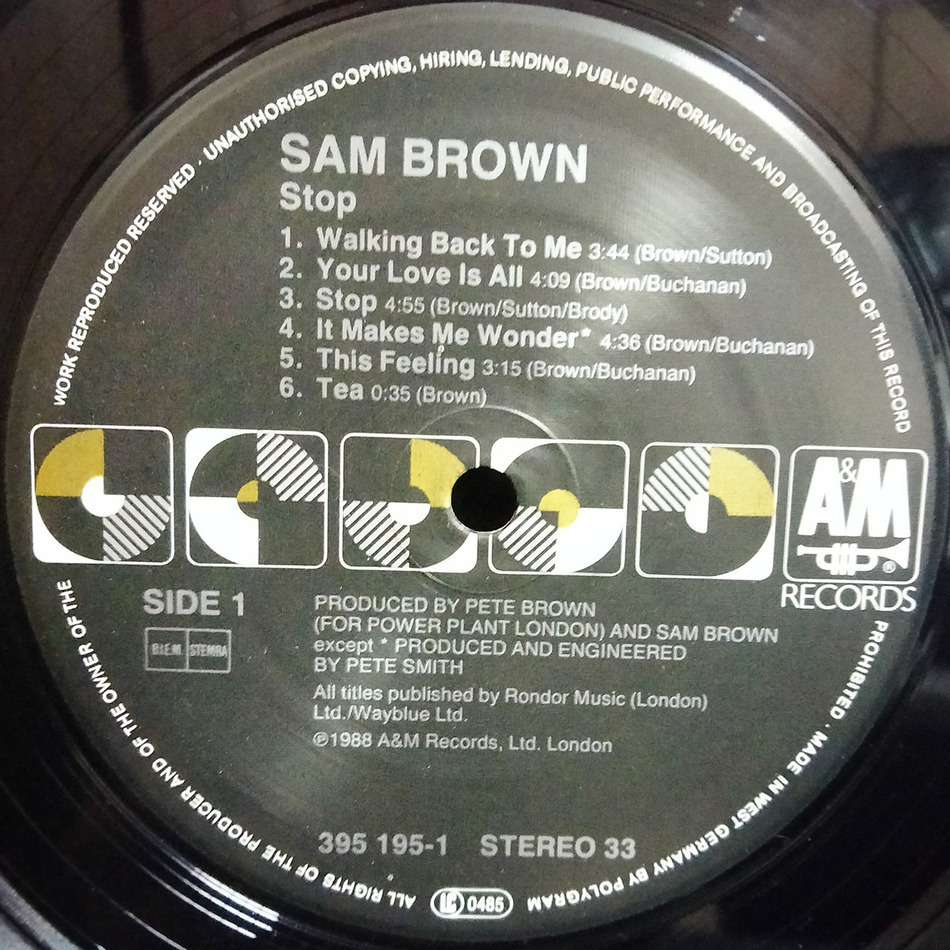 WORK REPRODUCED RESERVED · UNAUTHORISED COPYING, HIRING, LENDING, PUBLIC PERFORMANCE AND BROADCASTING OF THIS RECORD
SAM BROWN
Stop
1. Walking Back To Me 3:44 (Brown/Sutton)
2. Your Love Is All 4:09 (Brown/Buchanan)
3. Stop 4:55 (Brown/Sutton/Brody)
4. It Makes Me Wonder* 4:36 (Brown/Buchanan)
5. This Feeling 3:15 (Brown/Buchanan)
6. Tea 0:35 (Brown)
A&M
®
RECORDS
SIDE 1
B.I.E.M. STEMRA
PRODUCED BY PETE BROWN
(FOR POWER PLANT LONDON) AND SAM BROWN
except * PRODUCED AND ENGINEERED
BY PETE SMITH
All titles published by Rondor Music (London)
Ltd./Wayblue Ltd.
℗1988 A&M Records, Ltd. London
395 195-1 STEREO 33
PROHIBITED · MADE IN WEST GERMANY BY POLYGRAM
LC 0485
ALL RIGHTS OF THE PRODUCER AND OF THE OWNER OF THE